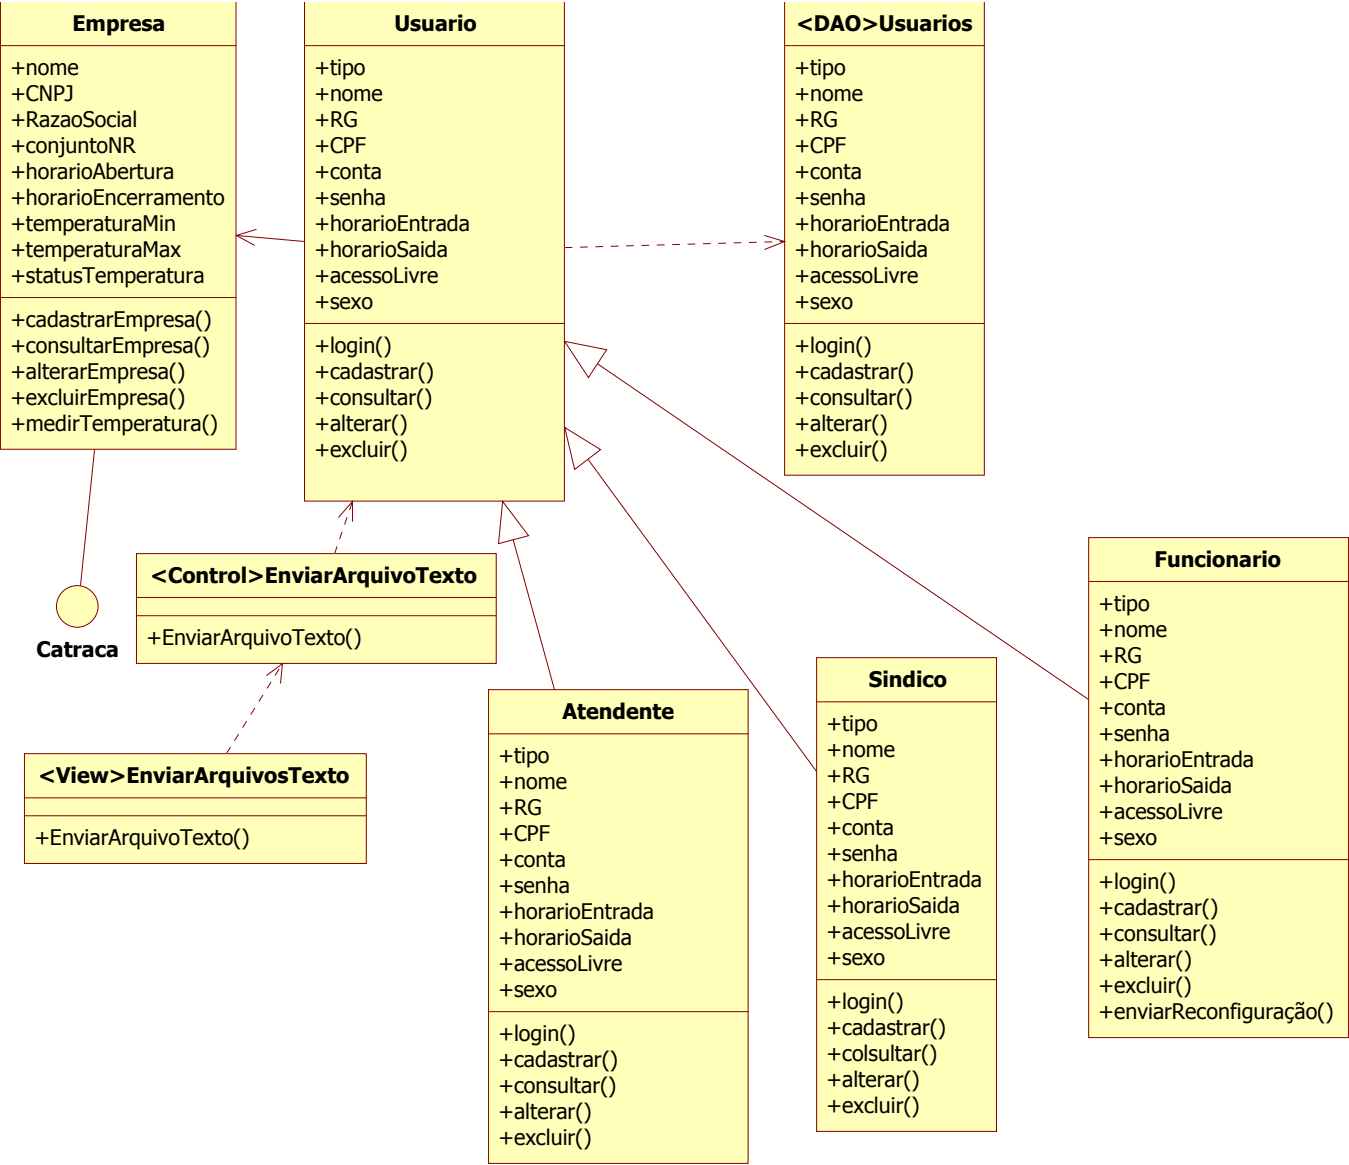 Empresa
+nome
+CNPJ
+RazaoSocial
+conjuntoNR
+horarioAbertura
+horarioEncerramento
+temperaturaMin
+temperaturaMax
+statusTemperatura
+cadastrarEmpresa()
+consultarEmpresa()
+alterarEmpresa()
+excluirEmpresa()
+medirTemperatura()
Usuario
+tipo
+nome
+RG
+CPF
+conta
+senha
+horarioEntrada
+horarioSaida
+acessoLivre
+sexo
+login()
+cadastrar()
+consultar()
+alterar()
+excluir()
<DAO>Usuarios
+tipo
+nome
+RG
+CPF
+conta
+senha
+horarioEntrada
+horarioSaida
+acessoLivre
+sexo
+login()
+cadastrar()
+consultar()
+alterar()
+excluir()
Catraca
<Control>EnviarArquivoTexto
+EnviarArquivoTexto()
<View>EnviarArquivosTexto
+EnviarArquivoTexto()
Atendente
+tipo
+nome
+RG
+CPF
+conta
+senha
+horarioEntrada
+horarioSaida
+acessoLivre
+sexo
+login()
+cadastrar()
+consultar()
+alterar()
+excluir()
Sindico
+tipo
+nome
+RG
+CPF
+conta
+senha
+horarioEntrada
+horarioSaida
+acessoLivre
+sexo
+login()
+cadastrar()
+colsultar()
+alterar()
+excluir()
Funcionario
+tipo
+nome
+RG
+CPF
+conta
+senha
+horarioEntrada
+horarioSaida
+acessoLivre
+sexo
+login()
+cadastrar()
+consultar()
+alterar()
+excluir()
+enviarReconfiguração()